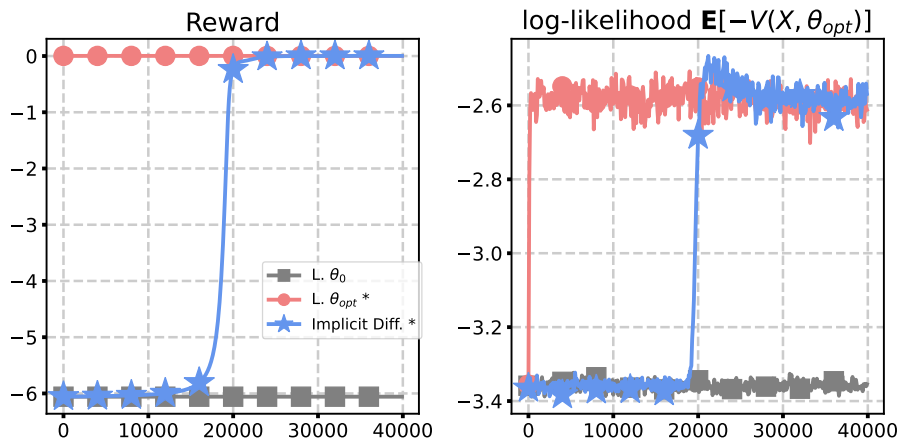 Reward
0
−1
−2
−3
−4
−5
−6
0 10000 20000 30000 40000
L. θ₀
L. θₒₚₜ *
Implicit Diff. *
log-likelihood E[−V(X, θₒₚₜ)]
−2.6
−2.8
−3.0
−3.2
−3.4
0 10000 20000 30000 40000